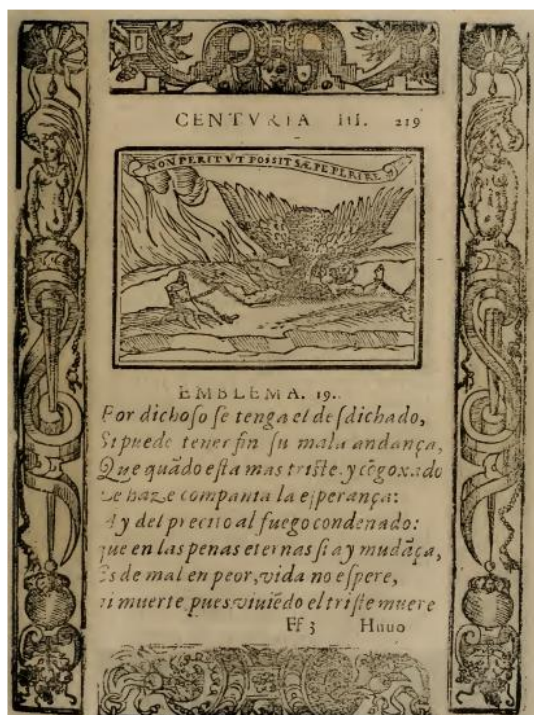 CENTVRIA III. 219
NON PERIT VT POSSIT SÆPE PERIRE
EMBLEMA. 19.
Por dichoſo ſe tenga el deſdichado,
Si puede tener fin ſu mala andança,
Que quãdo eſta mas triſte, y cõgoxado
Le haze compania la eſperança:
Ay del precito al fuego condenado:
que en las penas eternas ſi ay mudãça,
Es de mal en peor, vida no eſpere,
ni muerte pues viuiẽdo el triſte muere
Ff 3 Huuo